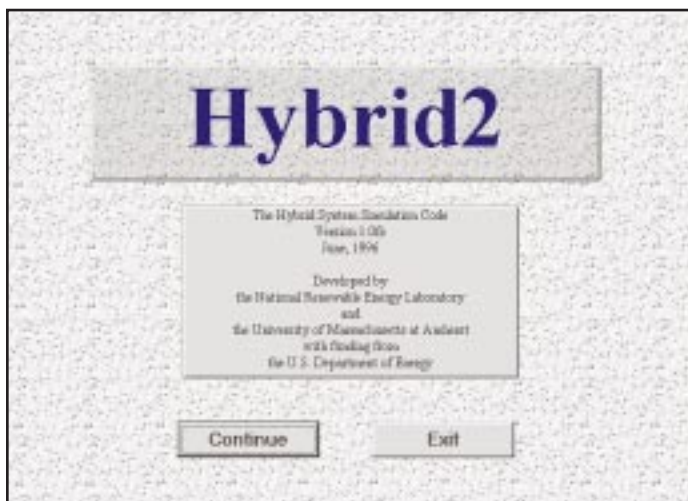 Hybrid2
The Hybrid System Simulation Code
Version
June, 1996
Developed by
the National Renewable Energy Laboratory
and
the University of Massachusetts at Amherst
with funding from
the U.S. Department of Energy
Continue
Exit